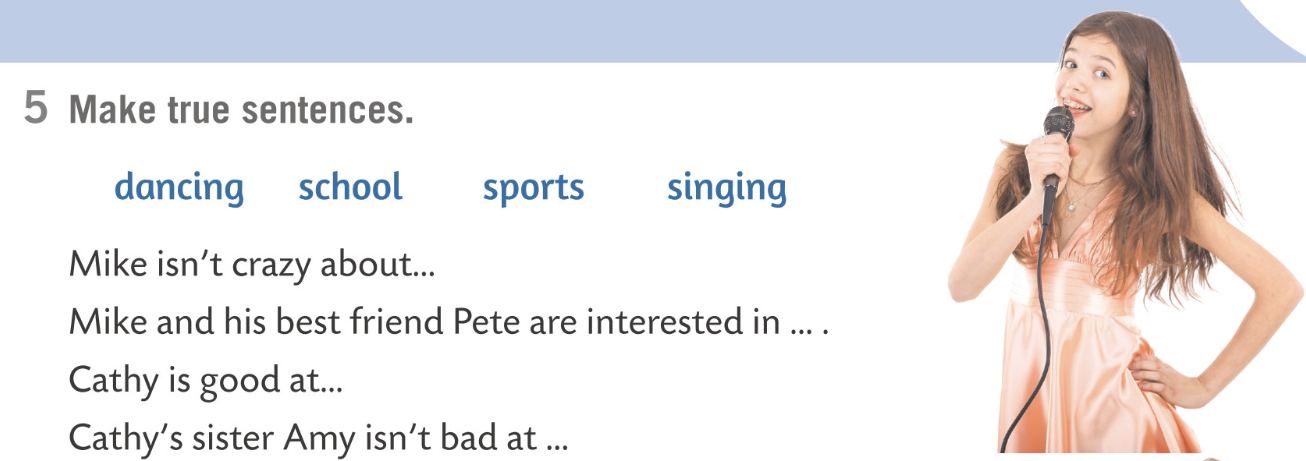 5 Make true sentences.
dancing school sports singing
Mike isn't crazy about...
Mike and his best friend Pete are interested in ... .
Cathy is good at...
Cathy's sister Amy isn't bad at ...